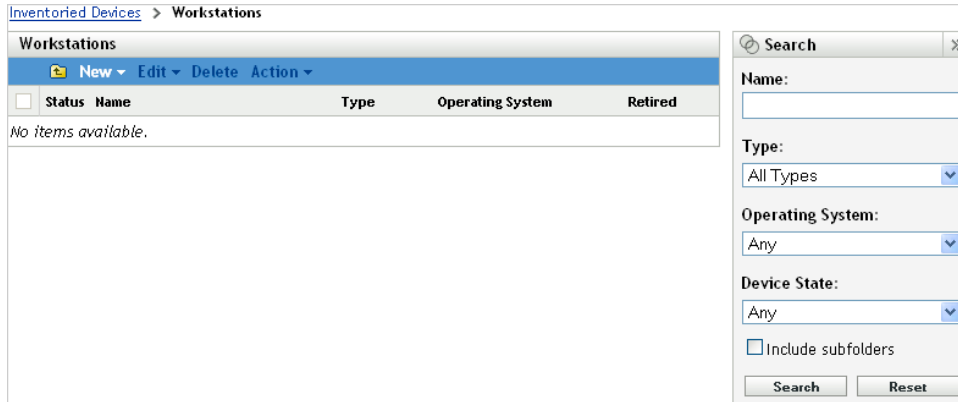 Inventoried Devices > Workstations
Workstations
New Edit Delete Action
Status Name Type Operating System Retired
No items available.
Search
Name:
Type:
All Types
Operating System:
Any
Device State:
Any
Include subfolders
Search Reset